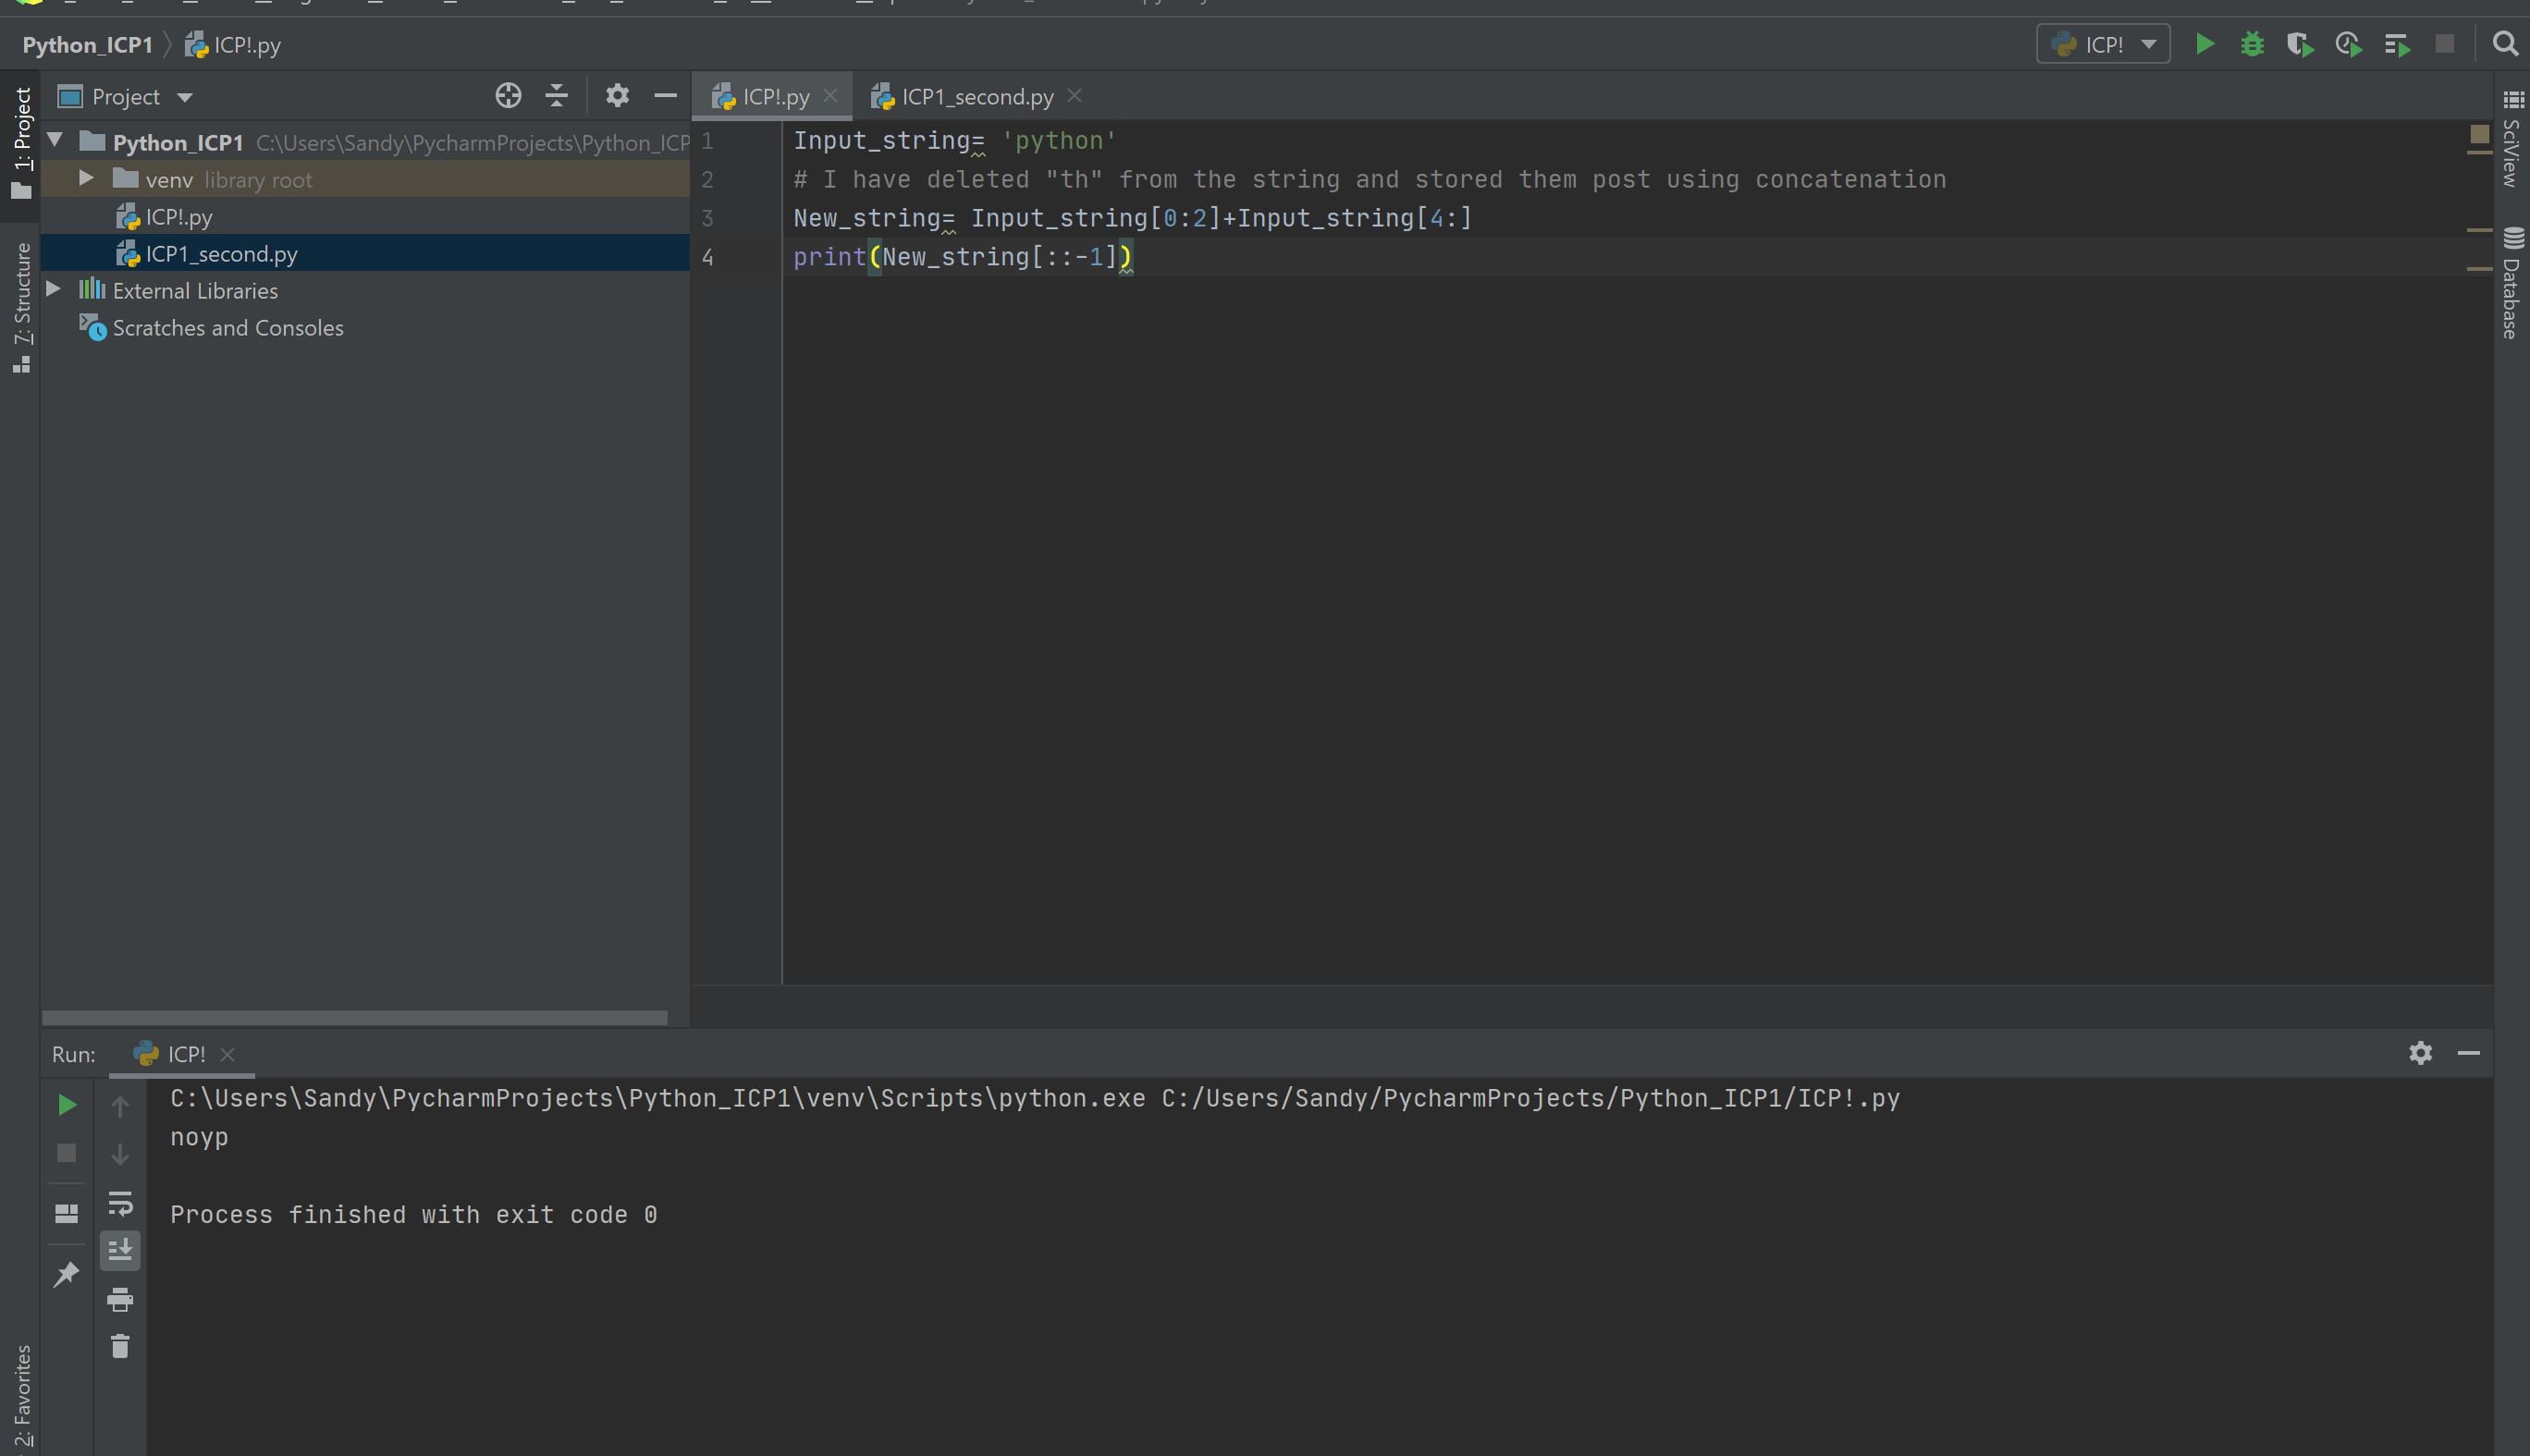 Python_ICP1 ICP!.py ICP!
1: Project
Project
ICP!.py ICP1_second.py
Python_ICP1 C:\Users\Sandy\PycharmProjects\Python_ICP
venv library root
ICP!.py
ICP1_second.py
External Libraries
Scratches and Consoles
7: Structure
1 Input_string= 'python'
2 # I have deleted "th" from the string and stored them post using concatenation
3 New_string= Input_string[0:2]+Input_string[4:]
4 print(New_string[::-1])
SciView
Database
Run: ICP!
C:\Users\Sandy\PycharmProjects\Python_ICP1\venv\Scripts\python.exe C:/Users/Sandy/PycharmProjects/Python_ICP1/ICP!.py
noyp
Process finished with exit code 0
2: Favorites